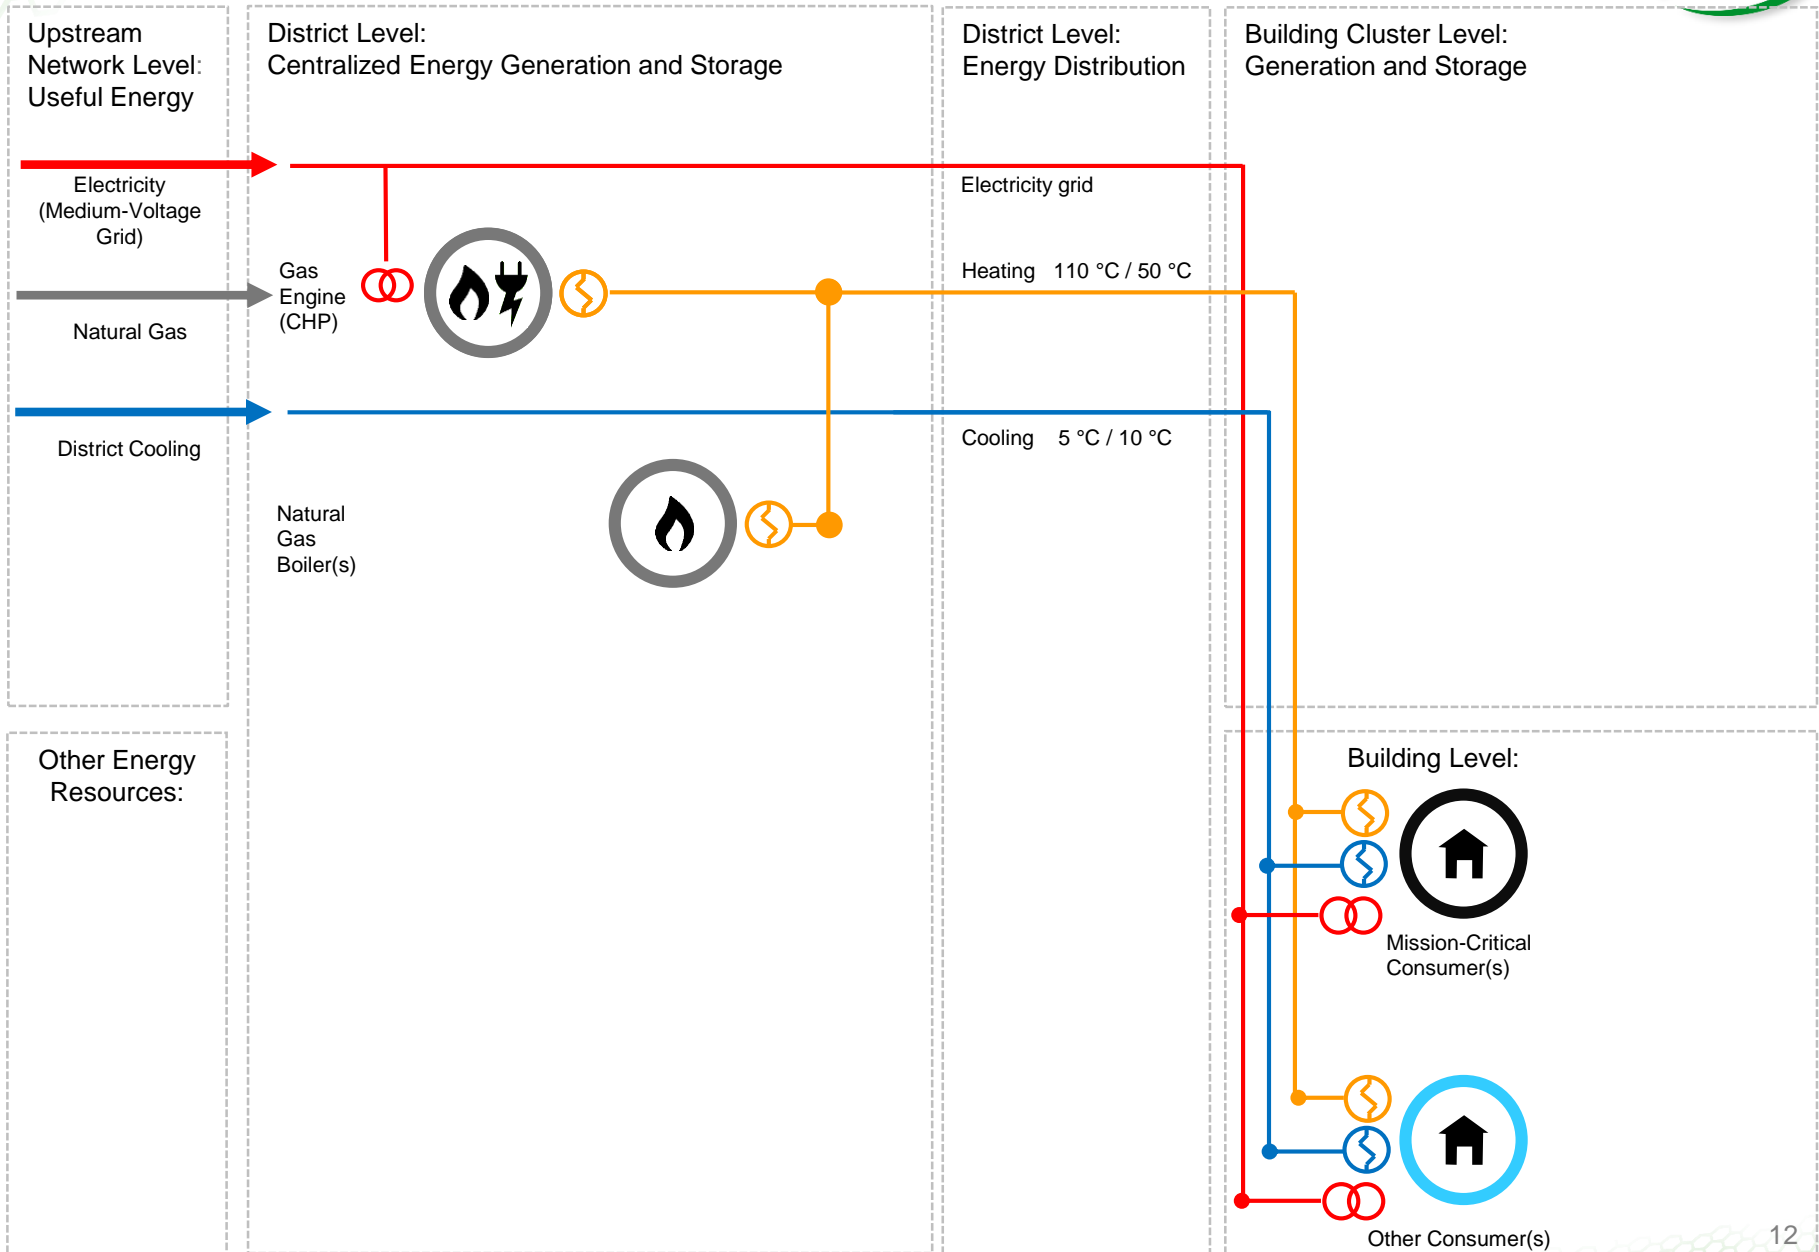 Upstream
Network Level:
Useful Energy
District Level:
Centralized Energy Generation and Storage
District Level:
Energy Distribution
Building Cluster Level:
Generation and Storage
Electricity
(Medium-Voltage
Grid)
Natural Gas
District Cooling
Gas
Engine
(CHP)
Natural
Gas
Boiler(s)
Electricity grid
Heating 110 °C / 50 °C
Cooling 5 °C / 10 °C
Other Energy
Resources:
Building Level:
Mission-Critical
Consumer(s)
Other Consumer(s)
12